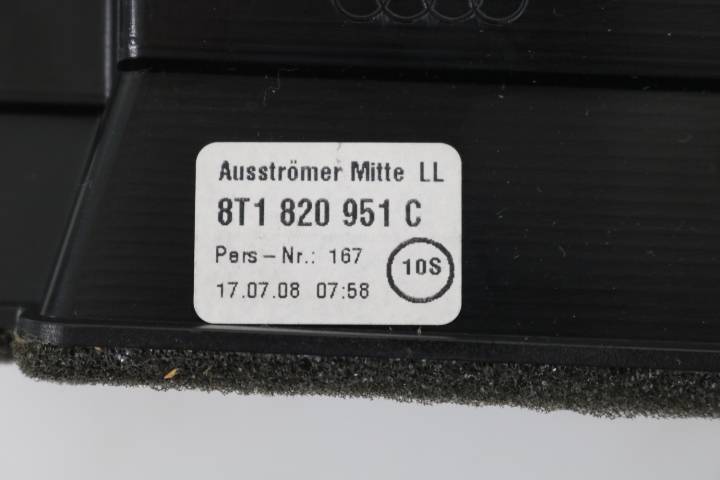 Ausströmer Mitte LL
8T1 820 951 C
Pers-Nr.: 167
10S
17.07.08 07:58